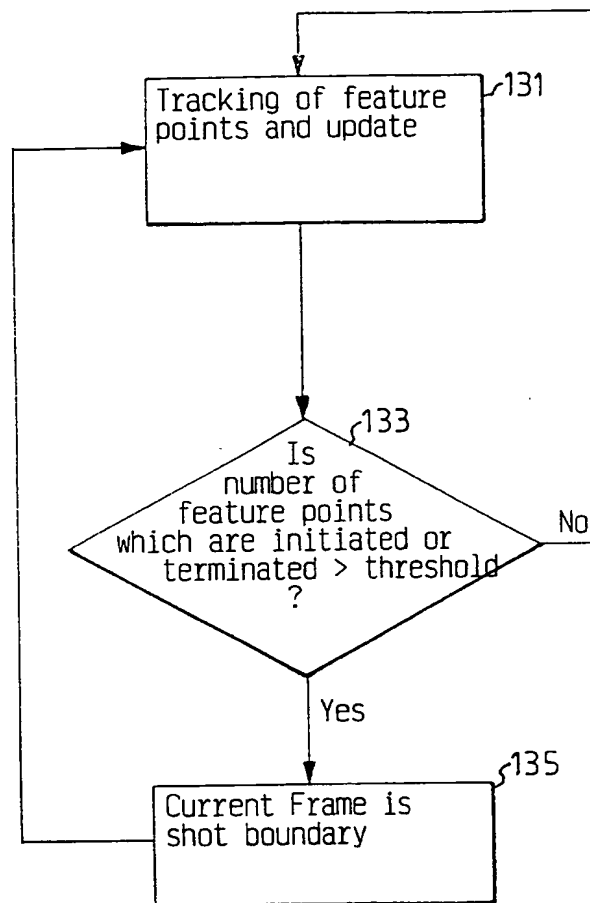 Tracking of feature
points and update
131
133
Is
number of
feature points
which are initiated or
terminated > threshold
?
No
Yes
135
Current Frame is
shot boundary